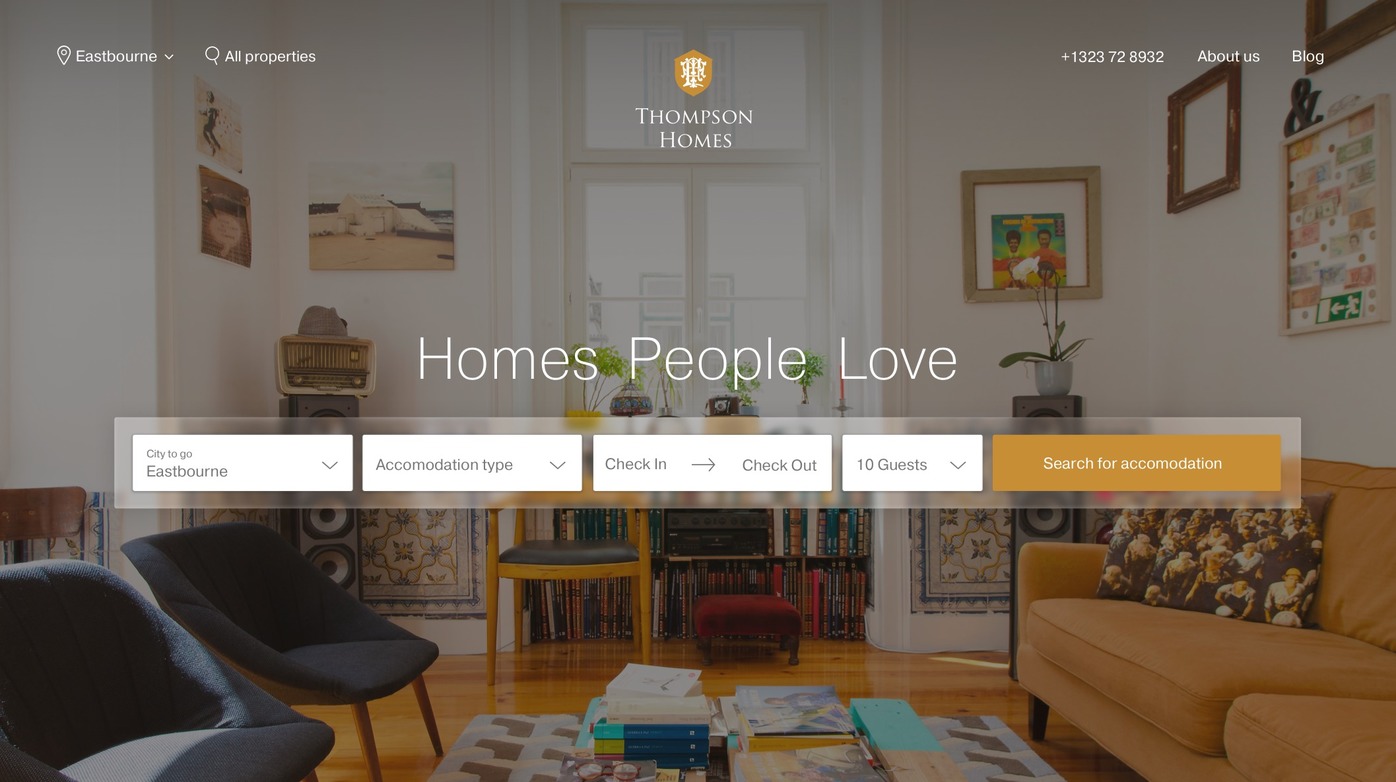 Eastbourne
All properties
THOMPSON
HOMES
+1323 72 8932
About us
Blog
Homes People Love
City to go
Eastbourne
Accomodation type
Check In
Check Out
10 Guests
Search for accomodation
&